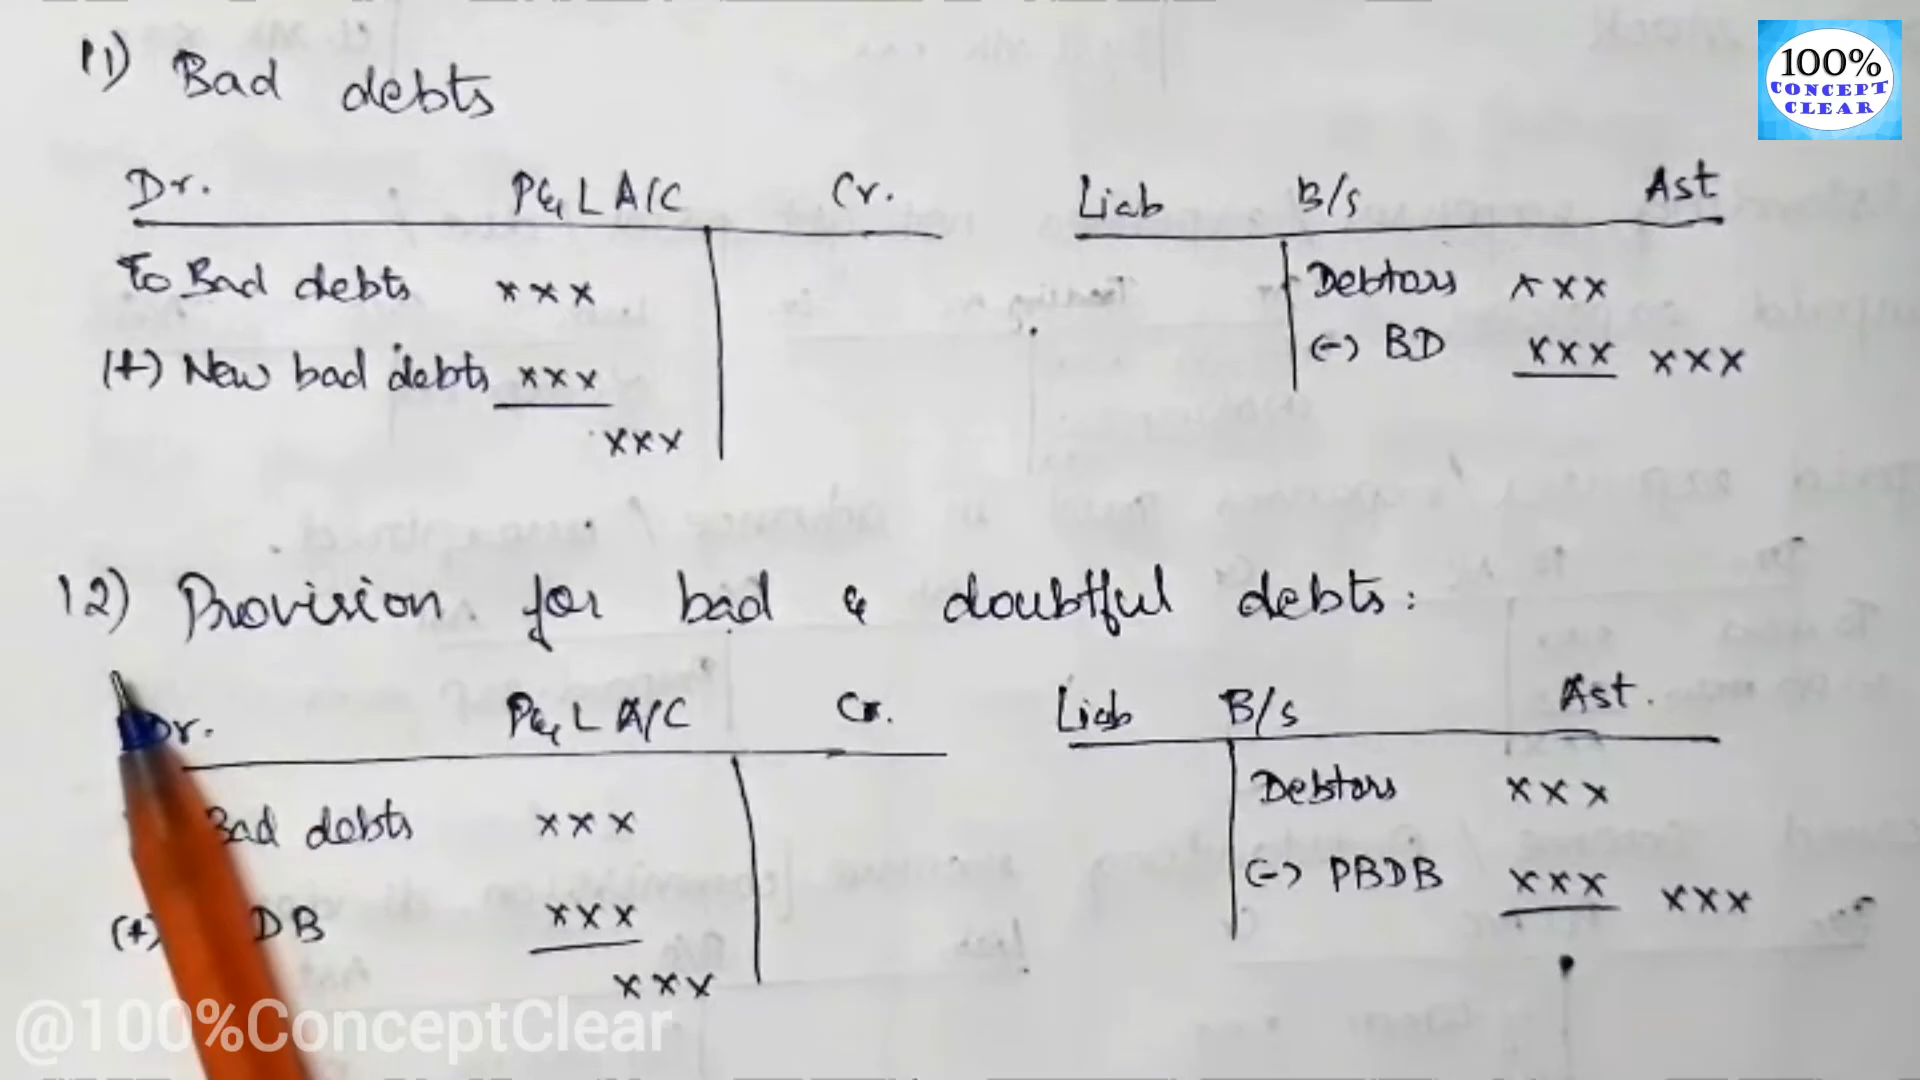 100%
CONCEPT
CLEAR
11) Bad debts
Dr. P&L A/C Cr.
To Bad debts xxx
(+) New bad debts xxx
xxx
Liab B/s Ast
Debtors xxx
(-) BD xxx xxx
12) Provision for bad & doubtful debts:
Dr. P&L A/C Cr.
Bad debts xxx
(+) DB xxx
xxx
Liab B/s Ast.
Debtors xxx
(-) PBDB xxx xxx
@100%ConceptClear